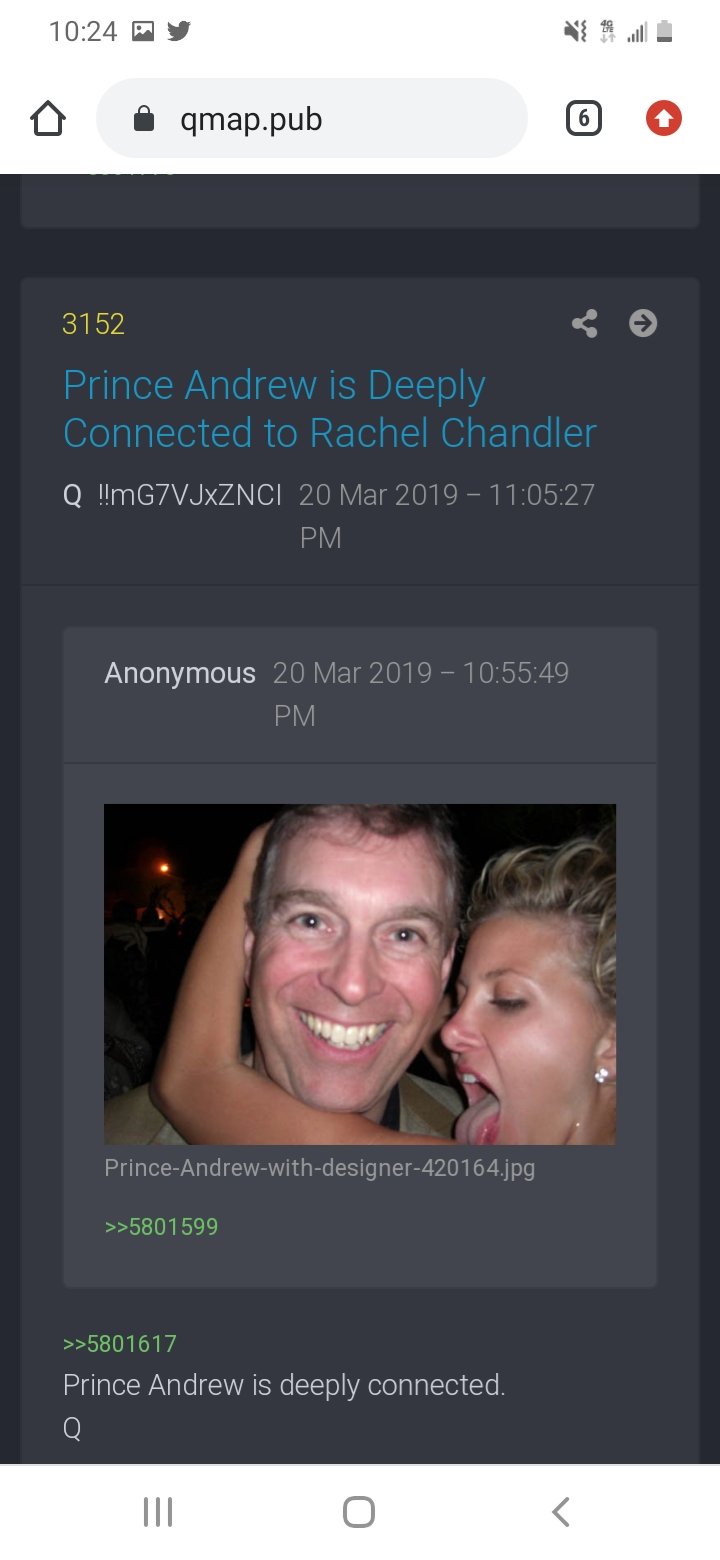 10:24
4G
LTE
qmap.pub
6
3152
Prince Andrew is Deeply
Connected to Rachel Chandler
Q !!mG7VJxZNCI 20 Mar 2019 – 11:05:27
PM
Anonymous 20 Mar 2019 – 10:55:49
PM
Prince-Andrew-with-designer-420164.jpg
>>5801599
>>5801617
Prince Andrew is deeply connected.
Q